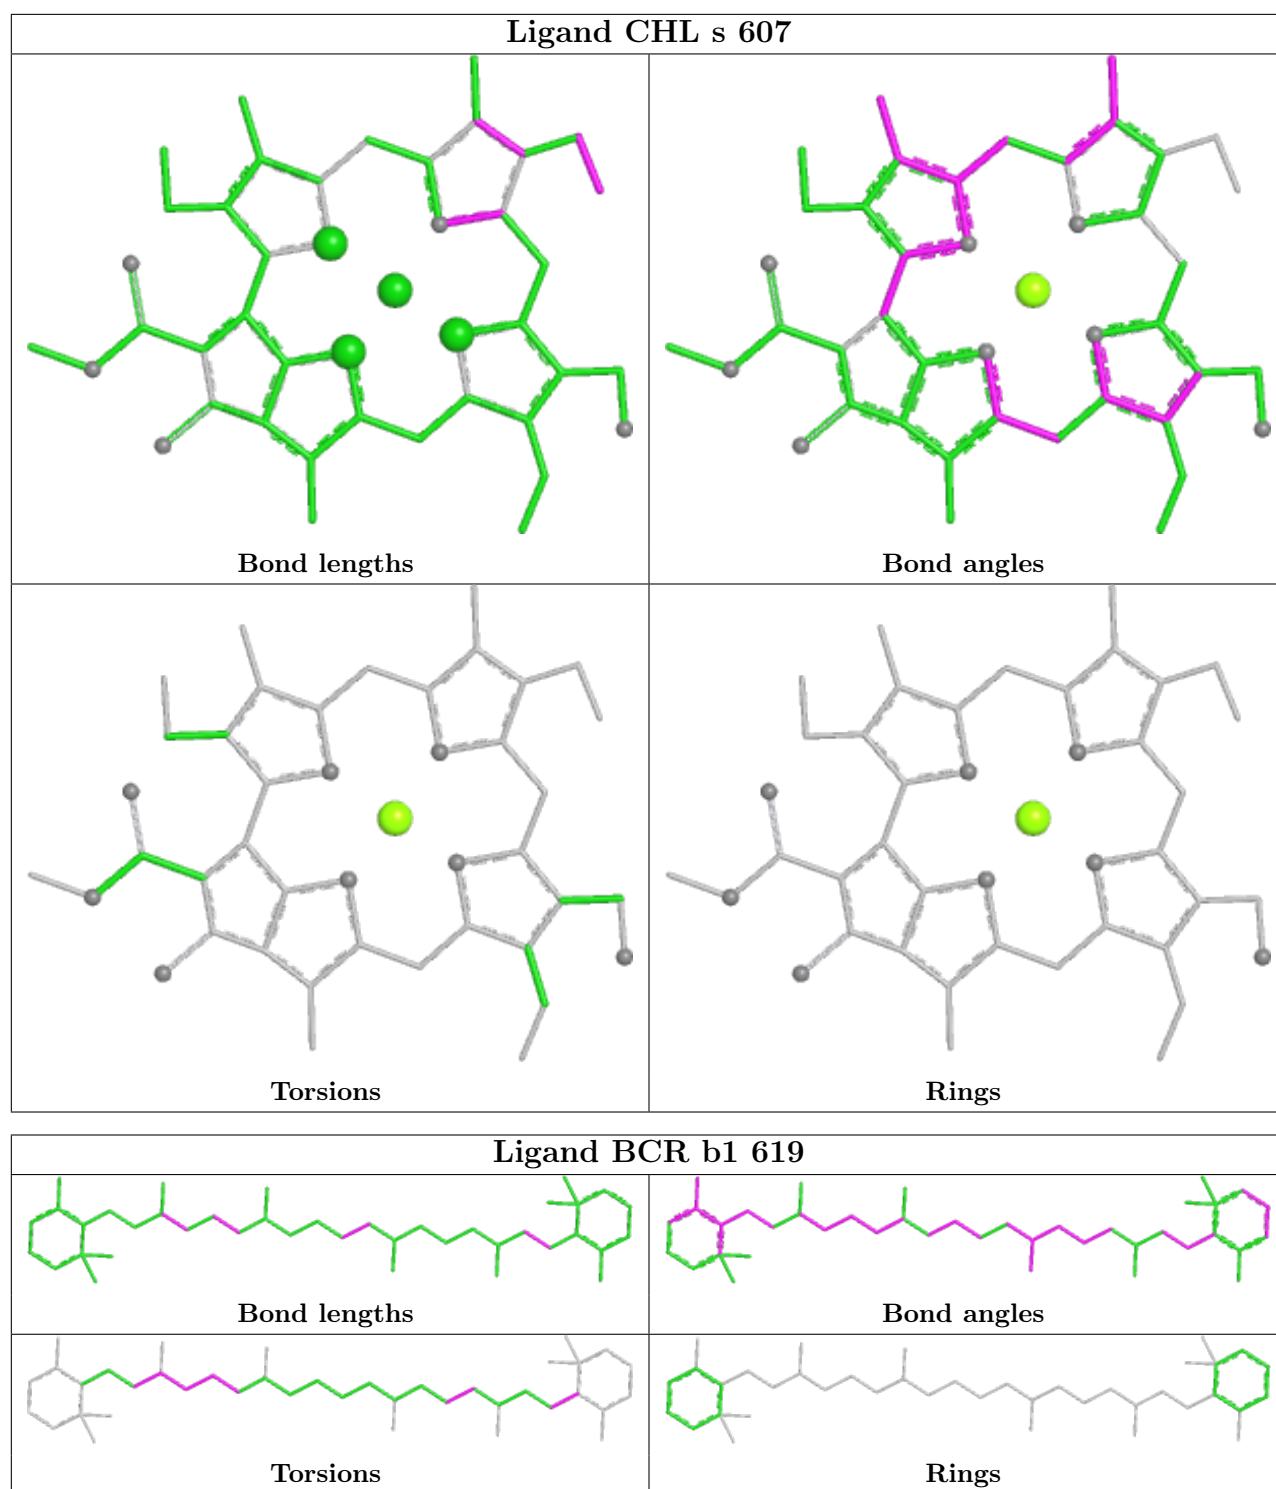 Ligand CHL s 607
Bond lengths
Bond angles
Torsions
Rings
Ligand BCR b1 619
Bond lengths
Bond angles
Torsions
Rings